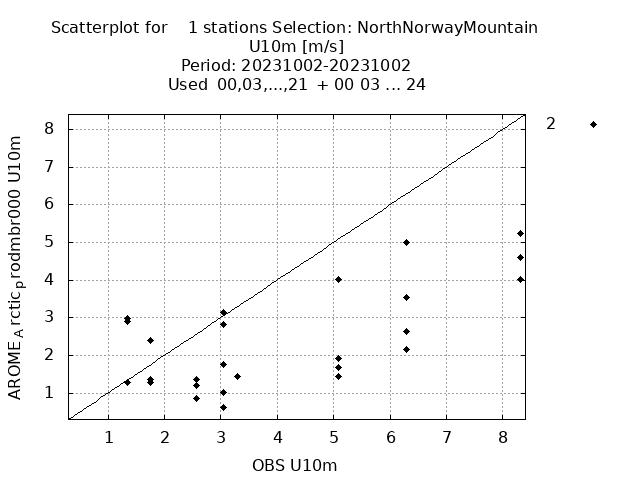 Scatterplot for    1 stations Selection: NorthNorwayMountain
U10m [m/s]
Period: 20231002-20231002
Used  00,03,...,21  + 00 03 ... 24
2
AROME_Arctic_prodmbr000 U10m
8
7
6
5
4
3
2
1
1 2 3 4 5 6 7 8
OBS U10m